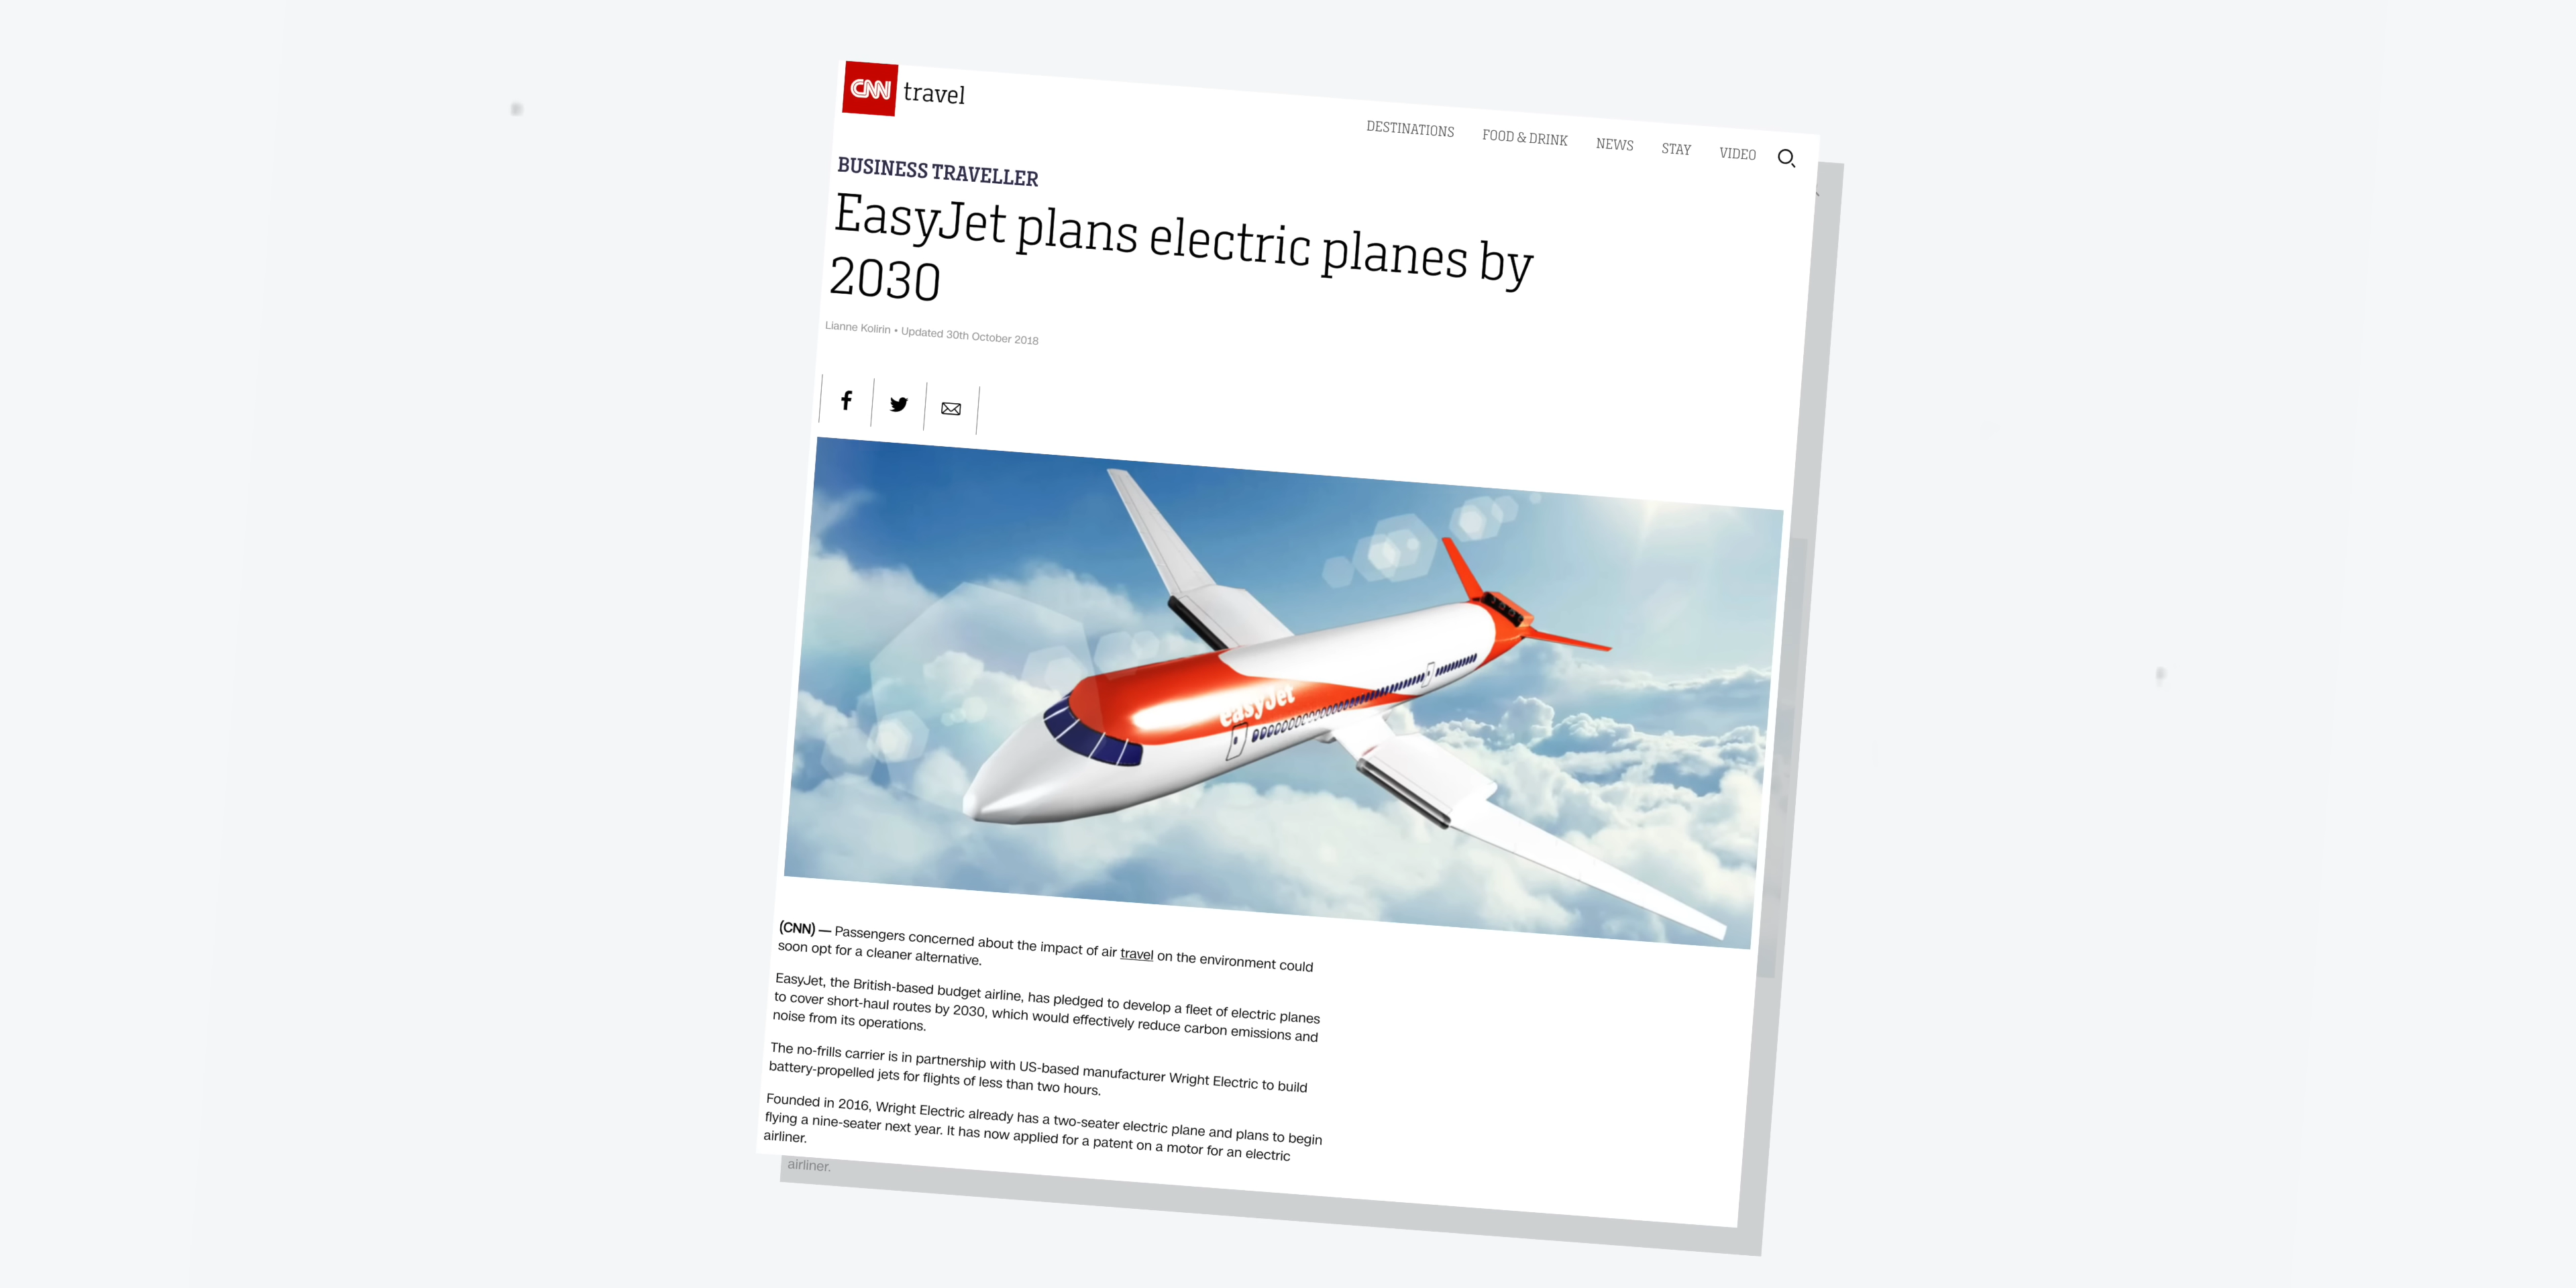 CNN travel
DESTINATIONS FOOD & DRINK NEWS STAY VIDEO
BUSINESS TRAVELLER
EasyJet plans electric planes by
2030
Lianne Kolirin • Updated 30th October 2018
easyJet
(CNN) — Passengers concerned about the impact of air travel on the environment could
soon opt for a cleaner alternative.
EasyJet, the British-based budget airline, has pledged to develop a fleet of electric planes
to cover short-haul routes by 2030, which would effectively reduce carbon emissions and
noise from its operations.
The no-frills carrier is in partnership with US-based manufacturer Wright Electric to build
battery-propelled jets for flights of less than two hours.
Founded in 2016, Wright Electric already has a two-seater electric plane and plans to begin
flying a nine-seater next year. It has now applied for a patent on a motor for an electric
airliner.
airliner.